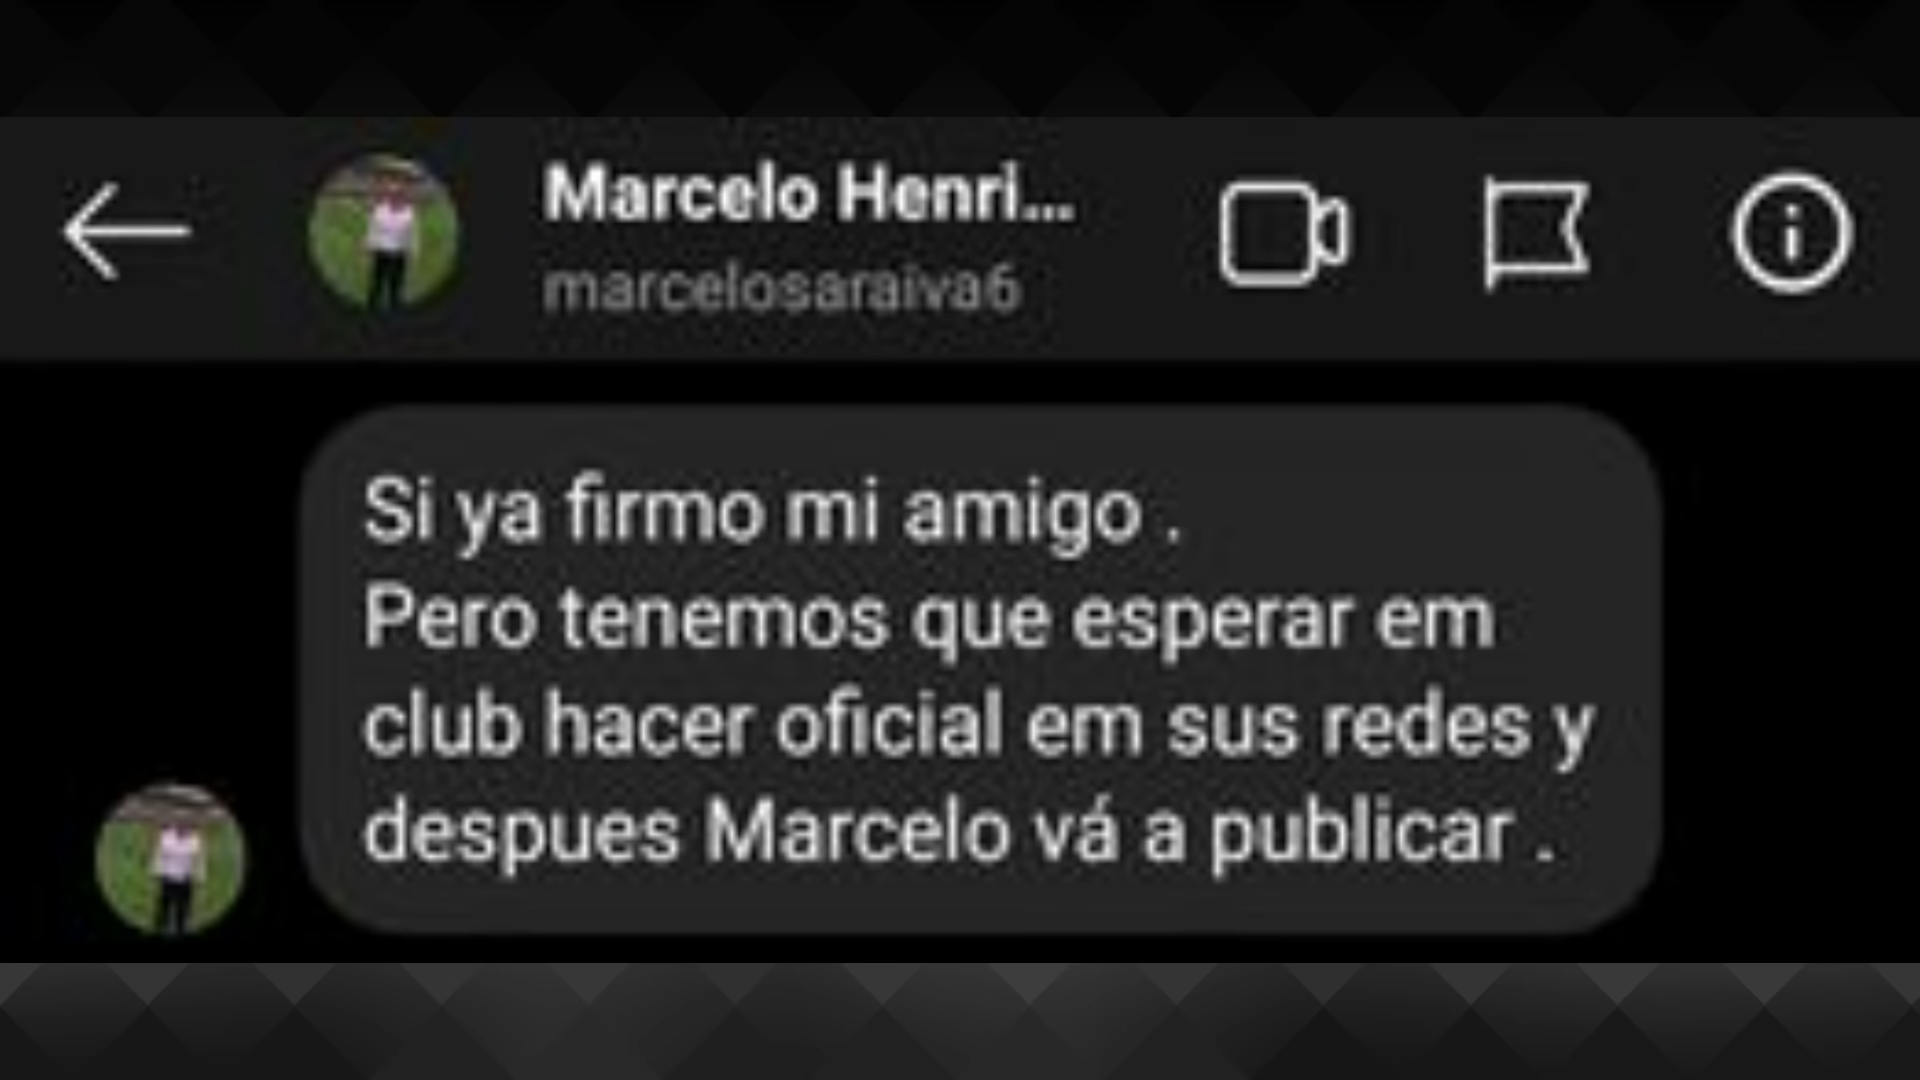 Marcelo Henri...
marcelosaraiva6
Si ya firmo mi amigo .
Pero tenemos que esperar em
club hacer oficial em sus redes y
despues Marcelo vá a publicar .